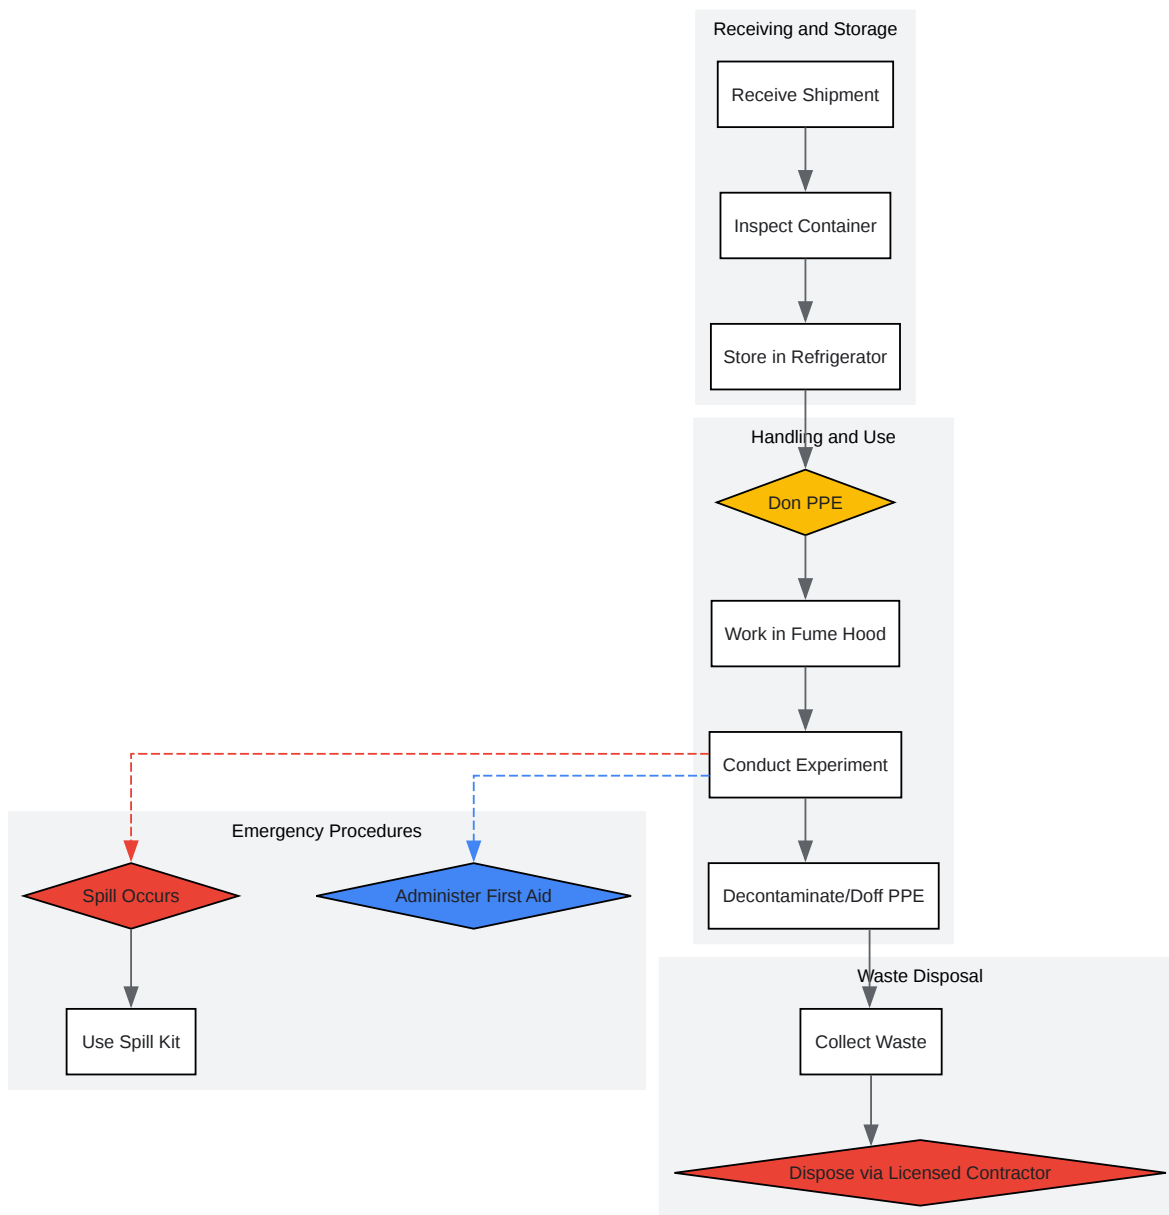 Receiving and Storage
Receive Shipment
Inspect Container
Store in Refrigerator
Handling and Use
Don PPE
Work in Fume Hood
Conduct Experiment
Decontaminate/Doff PPE
Emergency Procedures
Spill Occurs
Administer First Aid
Use Spill Kit
Waste Disposal
Collect Waste
Dispose via Licensed Contractor